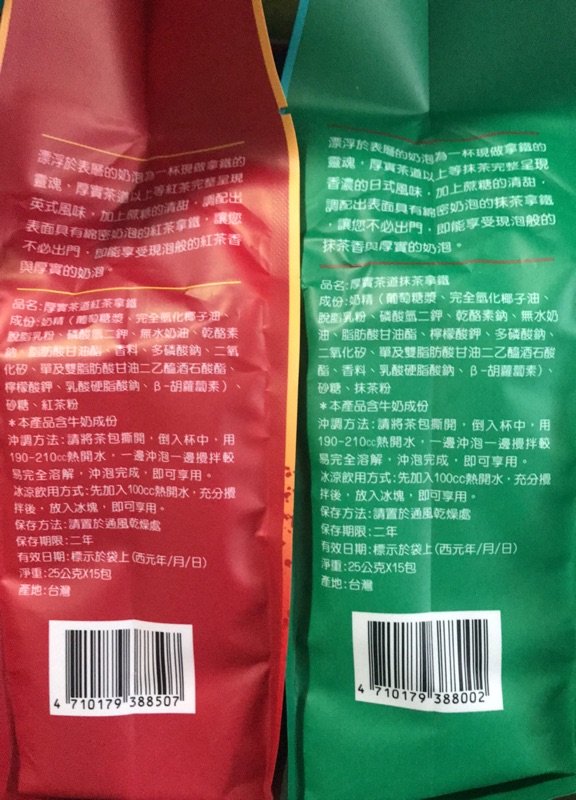 漂浮於表層的奶泡為一杯現做拿鐵的
靈魂、厚實茶道以上等紅茶完整呈現
英式風味，加上蔗糖的清甜，調配出
表面具有綿密奶泡的紅茶拿鐵，讓您
不必出門，即能享受現泡般的紅茶香
與厚實的奶泡。
品名:厚實茶道紅茶拿鐵
成份:奶精（葡萄糖漿、完全氫化椰子油、
脫脂乳粉、磷酸氫二鉀、無水奶油、乾酪素
鈉、脂肪酸甘油酯、香料、多磷酸鈉、二氧
化矽、單及雙脂肪酸甘油二乙醯酒石酸酯、
檸檬酸鉀、乳酸硬脂酸鈉、β-胡蘿蔔素）、
砂糖、紅茶粉
*本產品含牛奶成份
沖調方法:請將茶包撕開，倒入杯中，用
190-210cc熱開水，一邊沖泡一邊攪拌較
易完全溶解，沖泡完成，即可享用。
冰涼飲用方式:先加入100cc熱開水，充分攪
拌後，放入冰塊，即可享用。
保存方法:請置於通風乾燥處
保存期限:二年
有效日期:標示於袋上(西元年/月/日)
淨重:25公克X15包
產地:台灣
4 710179 388507
漂浮於表層的奶泡為一杯現做拿鐵的
靈魂，厚實茶道以上等抹茶完整呈現
香濃的日式風味，加上蔗糖的清甜，
調配出表面具有綿密奶泡的抹茶拿鐵
，讓您不必出門，即能享受現泡般的
抹茶香與厚實的奶泡。
品名:厚實茶道抹茶拿鐵
成份:奶精（葡萄糖漿、完全氫化椰子油、
脫脂乳粉、磷酸氫二鉀、乾酪素鈉、無水奶
油、脂肪酸甘油酯、檸檬酸鉀、多磷酸鈉、
二氧化矽、單及雙脂肪酸甘油二乙醯酒石酸
酯、香料、乳酸硬脂酸鈉、β-胡蘿蔔素）、
砂糖、抹茶粉
*本產品含牛奶成份
沖調方法:請將茶包撕開，倒入杯中，用
190-210cc熱開水，一邊沖泡一邊攪拌較
易完全溶解，沖泡完成，即可享用。
冰涼飲用方式:先加入100cc熱開水，充分攪
拌後，放入冰塊，即可享用。
保存方法:請置於通風乾燥處
保存期限:二年
有效日期:標示於袋上(西元年/月/日)
淨重:25公克X15包
產地:台灣
4 710179 388002